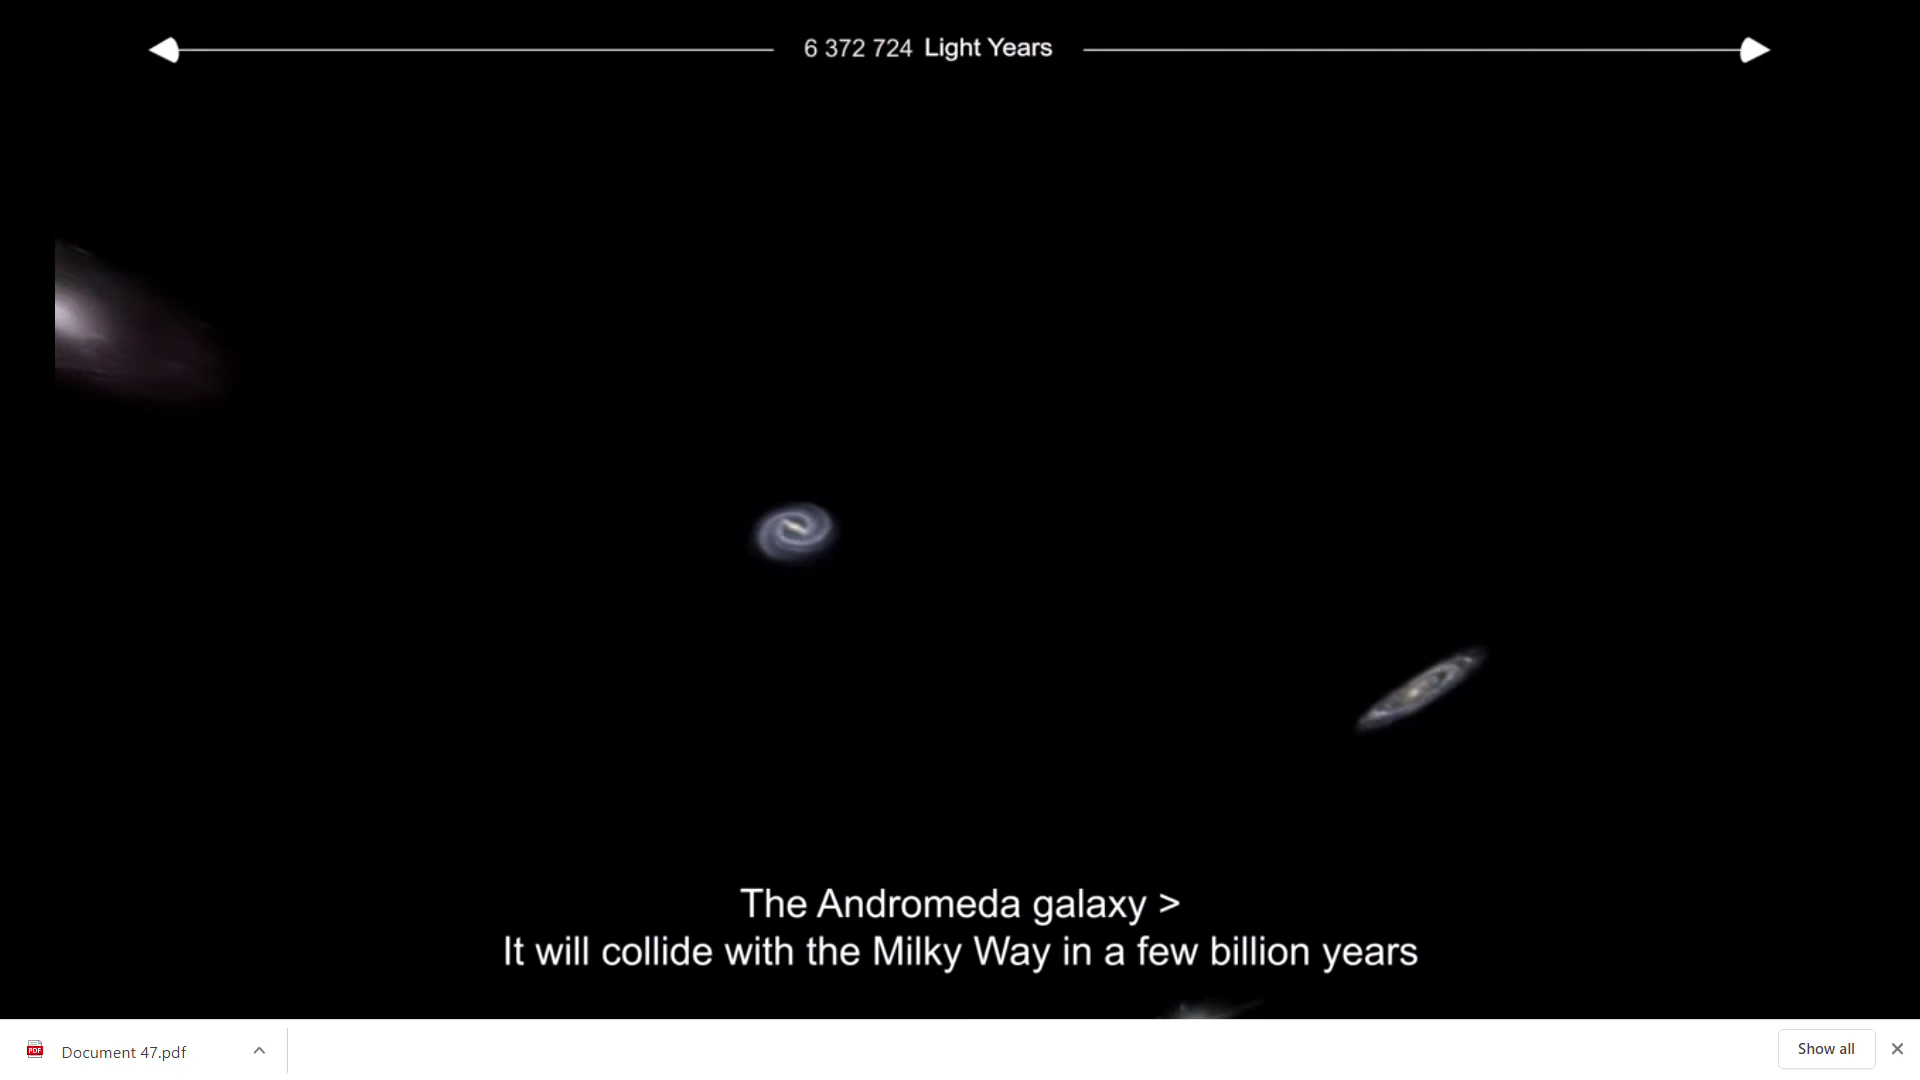 6 372 724 Light Years
The Andromeda galaxy >
It will collide with the Milky Way in a few billion years
PDF
Document 47.pdf
Show all